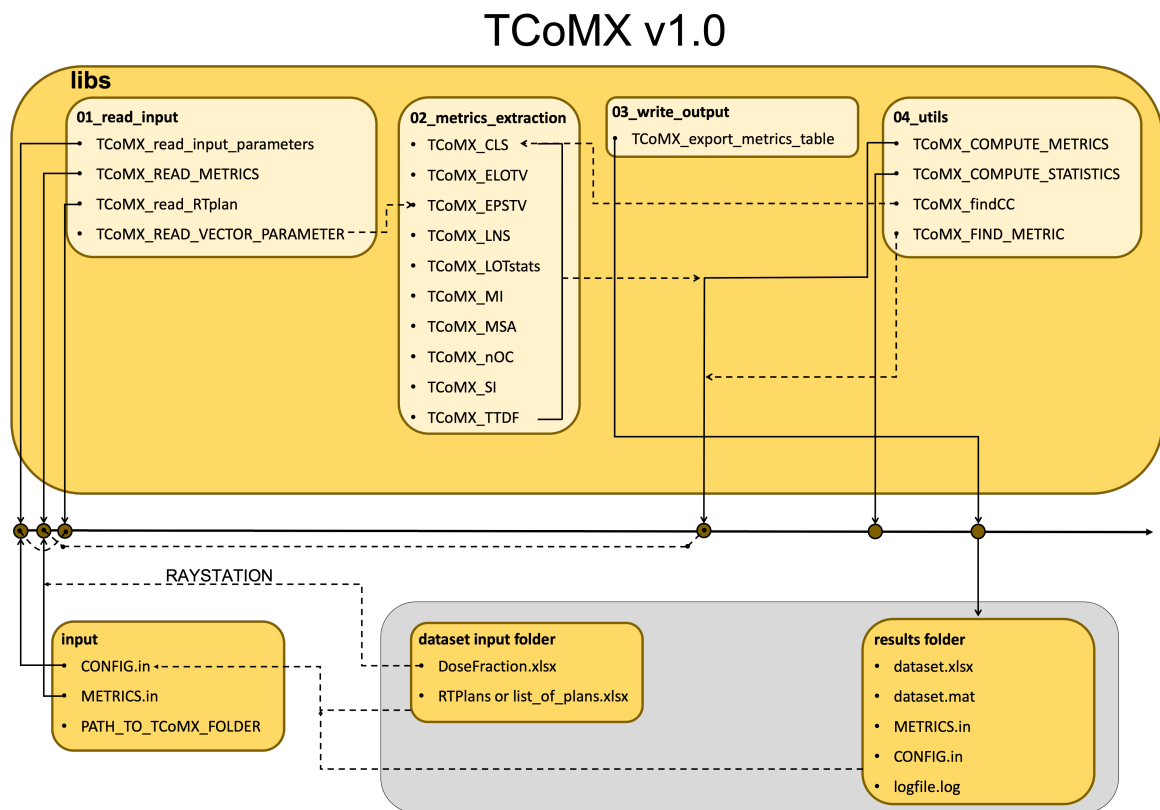 TCoMX v1.0
libs
01_read_input
TCoMX_read_input_parameters
TCoMX_READ_METRICS
TCoMX_read_RTplan
TCoMX_READ_VECTOR_PARAMETER
02_metrics_extraction
TCoMX_CLS
TCoMX_ELOTV
TCoMX_EPSTV
TCoMX_LNS
TCoMX_LOTstats
TCoMX_MI
TCoMX_MSA
TCoMX_nOC
TCoMX_SI
TCoMX_TTDF
03_write_output
TCoMX_export_metrics_table
04_utils
TCoMX_COMPUTE_METRICS
TCoMX_COMPUTE_STATISTICS
TCoMX_findCC
TCoMX_FIND_METRIC
RAYSTATION
input
CONFIG.in
METRICS.in
PATH_TO_TCoMX_FOLDER
dataset input folder
DoseFraction.xlsx
RTPlans or list_of_plans.xlsx
results folder
dataset.xlsx
dataset.mat
METRICS.in
CONFIG.in
logfile.log